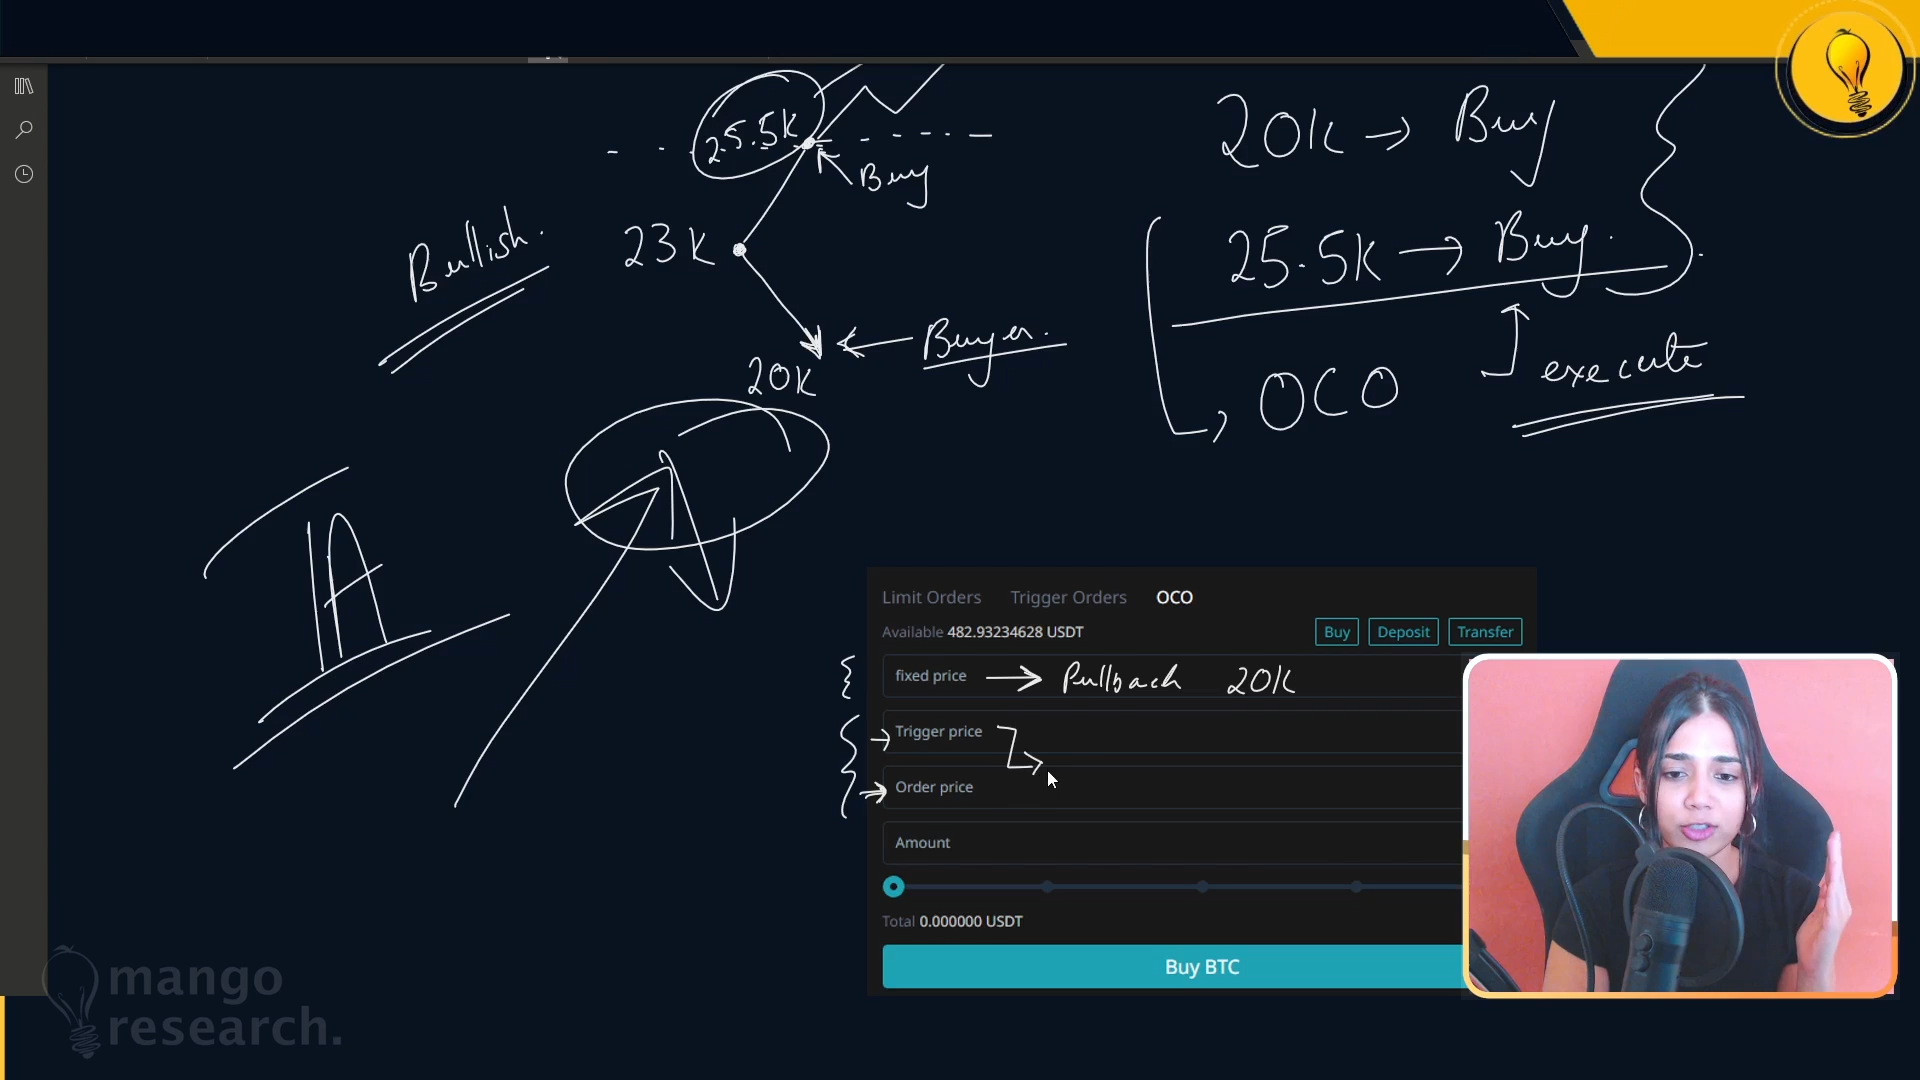 25.5K
Buy
20K → Buy
Bullish.
23K
25.5K → Buy.
Buyer.
20K
OCO
execute
TA
Limit Orders Trigger Orders OCO
Available 482.93234628 USDT Buy Deposit Transfer
fixed price → Pullback 20K
Trigger price
Order price
Amount
Total 0.000000 USDT
Buy BTC
mango
research.